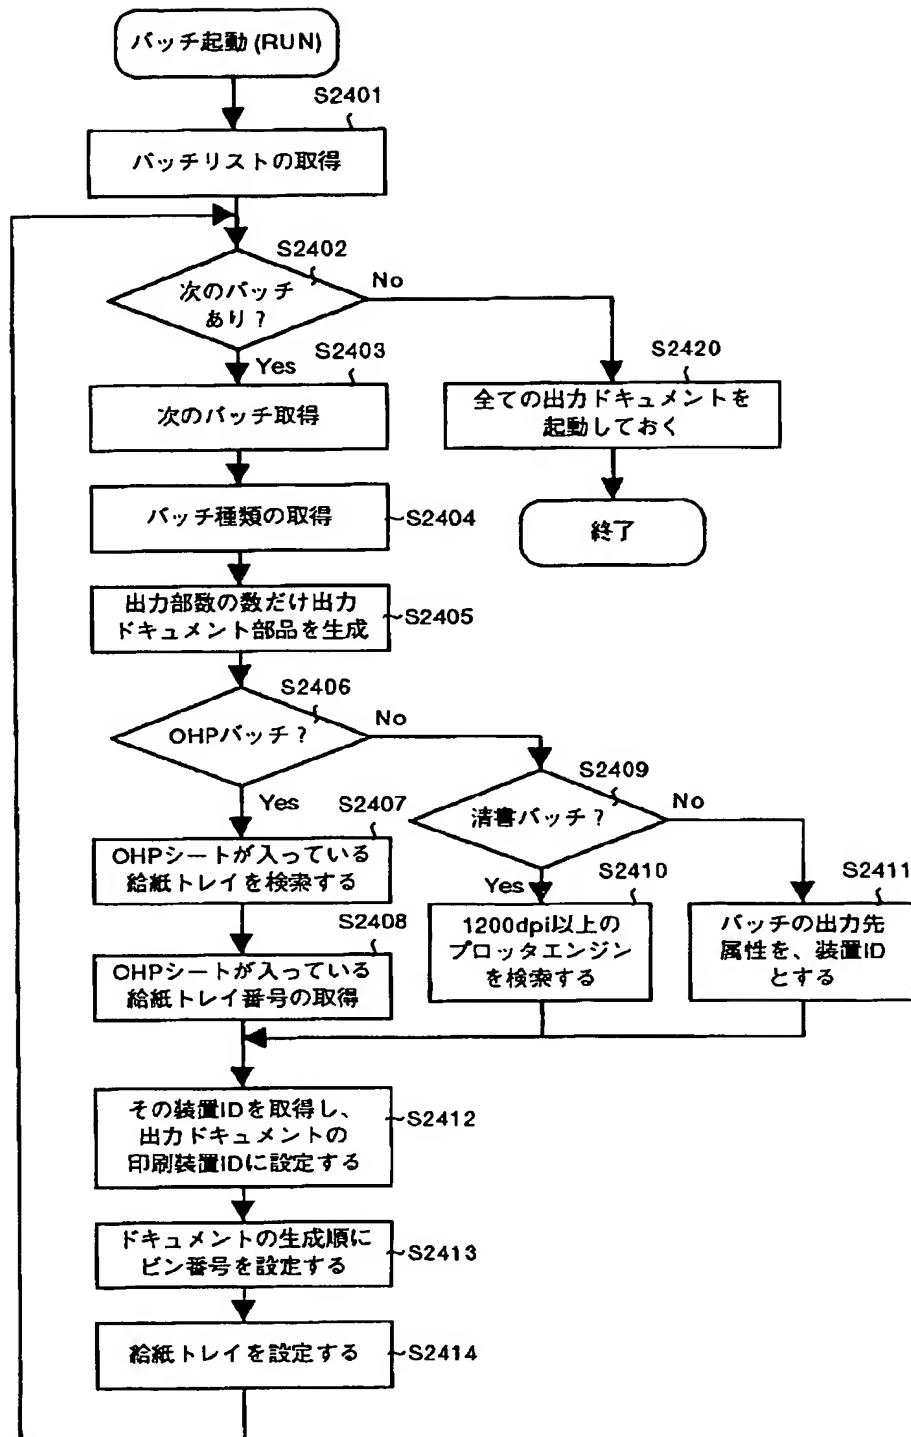 バッチ起動 (RUN)
S2401
バッチリストの取得
S2402
次のバッチ
あり？
No
Yes
S2403
次のバッチ取得
S2420
全ての出力ドキュメントを
起動しておく
終了
バッチ種類の取得
S2404
出力部数の数だけ出力
ドキュメント部品を生成
S2405
S2406
OHPバッチ？
No
Yes
S2407
OHPシートが入っている
給紙トレイを検索する
S2408
OHPシートが入っている
給紙トレイ番号の取得
S2409
清書バッチ？
No
Yes
S2410
1200dpi以上の
プロッタエンジン
を検索する
S2411
バッチの出力先
属性を、装置ID
とする
その装置IDを取得し、
出力ドキュメントの
印刷装置IDに設定する
S2412
ドキュメントの生成順に
ビン番号を設定する
S2413
給紙トレイを設定する
S2414